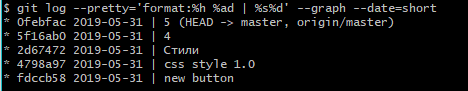 $ git log --pretty='format:%h %ad | %s%d' --graph --date=short
* 0febfac 2019-05-31 | 5 (HEAD -> master, origin/master)
* 5f16ab0 2019-05-31 | 4
* 2d67472 2019-05-31 | Стили
* 4798a97 2019-05-31 | css style 1.0
* fdccb58 2019-05-31 | new button